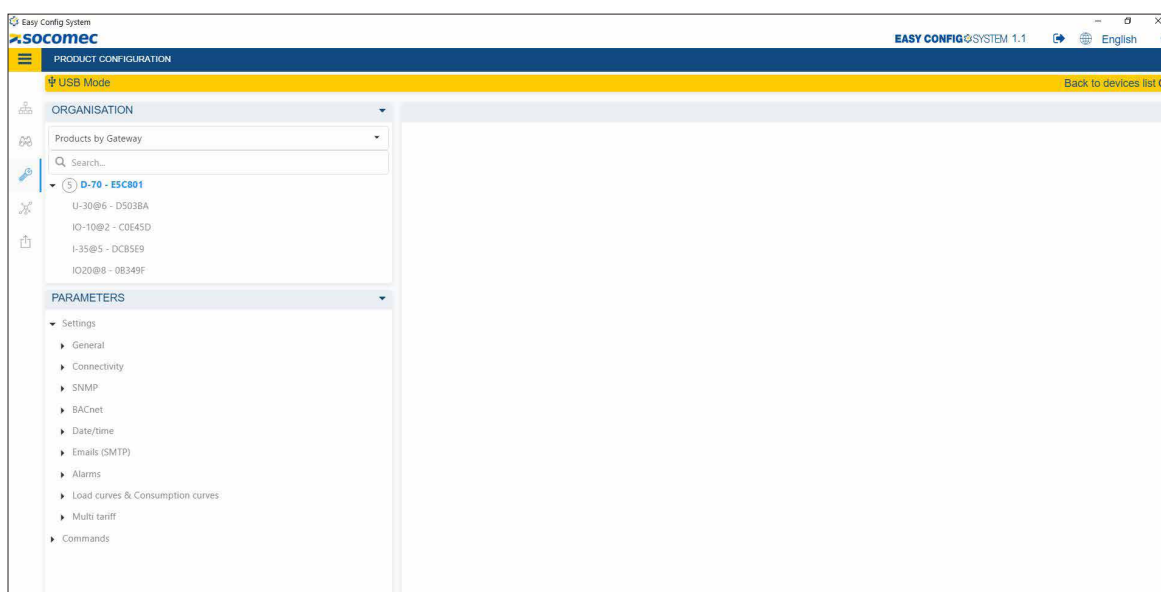 Easy Config System
socomec
EASY CONFIG SYSTEM 1.1
English
PRODUCT CONFIGURATION
USB Mode
Back to devices list
ORGANISATION
Products by Gateway
Search...
5 D-70 - E5C801
U-30@6 - D503BA
IO-10@2 - C0E45D
I-35@5 - DCB5E9
IO20@8 - 0B349F
PARAMETERS
Settings
General
Connectivity
SNMP
BACnet
Date/time
Emails (SMTP)
Alarms
Load curves & Consumption curves
Multi tariff
Commands